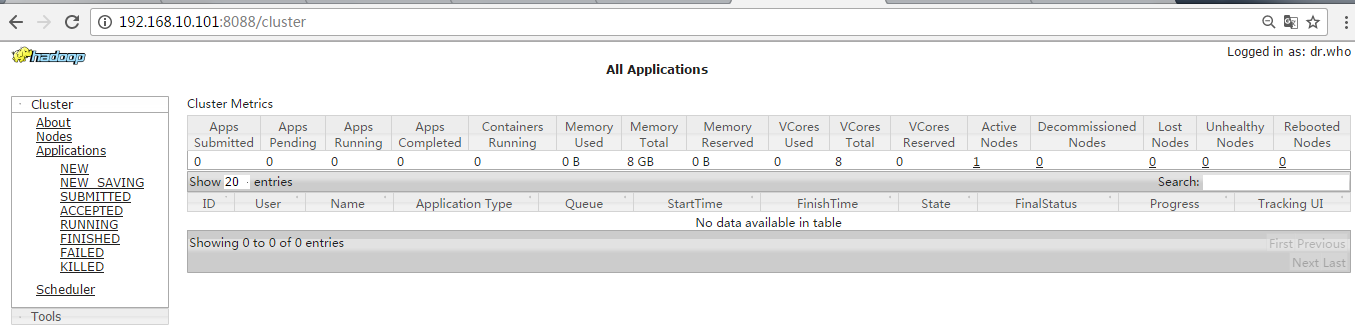 192.168.10.101:8088/cluster
hadoop
Logged in as: dr.who
All Applications
Cluster
About
Nodes
Applications
NEW
NEW_SAVING
SUBMITTED
ACCEPTED
RUNNING
FINISHED
FAILED
KILLED
Scheduler
Tools
Cluster Metrics
Apps Submitted Apps Pending Apps Running Apps Completed Containers Running Memory Used Memory Total Memory Reserved VCores Used VCores Total VCores Reserved Active Nodes Decommissioned Nodes Lost Nodes Unhealthy Nodes Rebooted Nodes
0 0 0 0 0 0 B 8 GB 0 B 0 8 0 1 0 0 0 0
Show 20 entries Search:
ID User Name Application Type Queue StartTime FinishTime State FinalStatus Progress Tracking UI
No data available in table
Showing 0 to 0 of 0 entries First Previous
Next Last